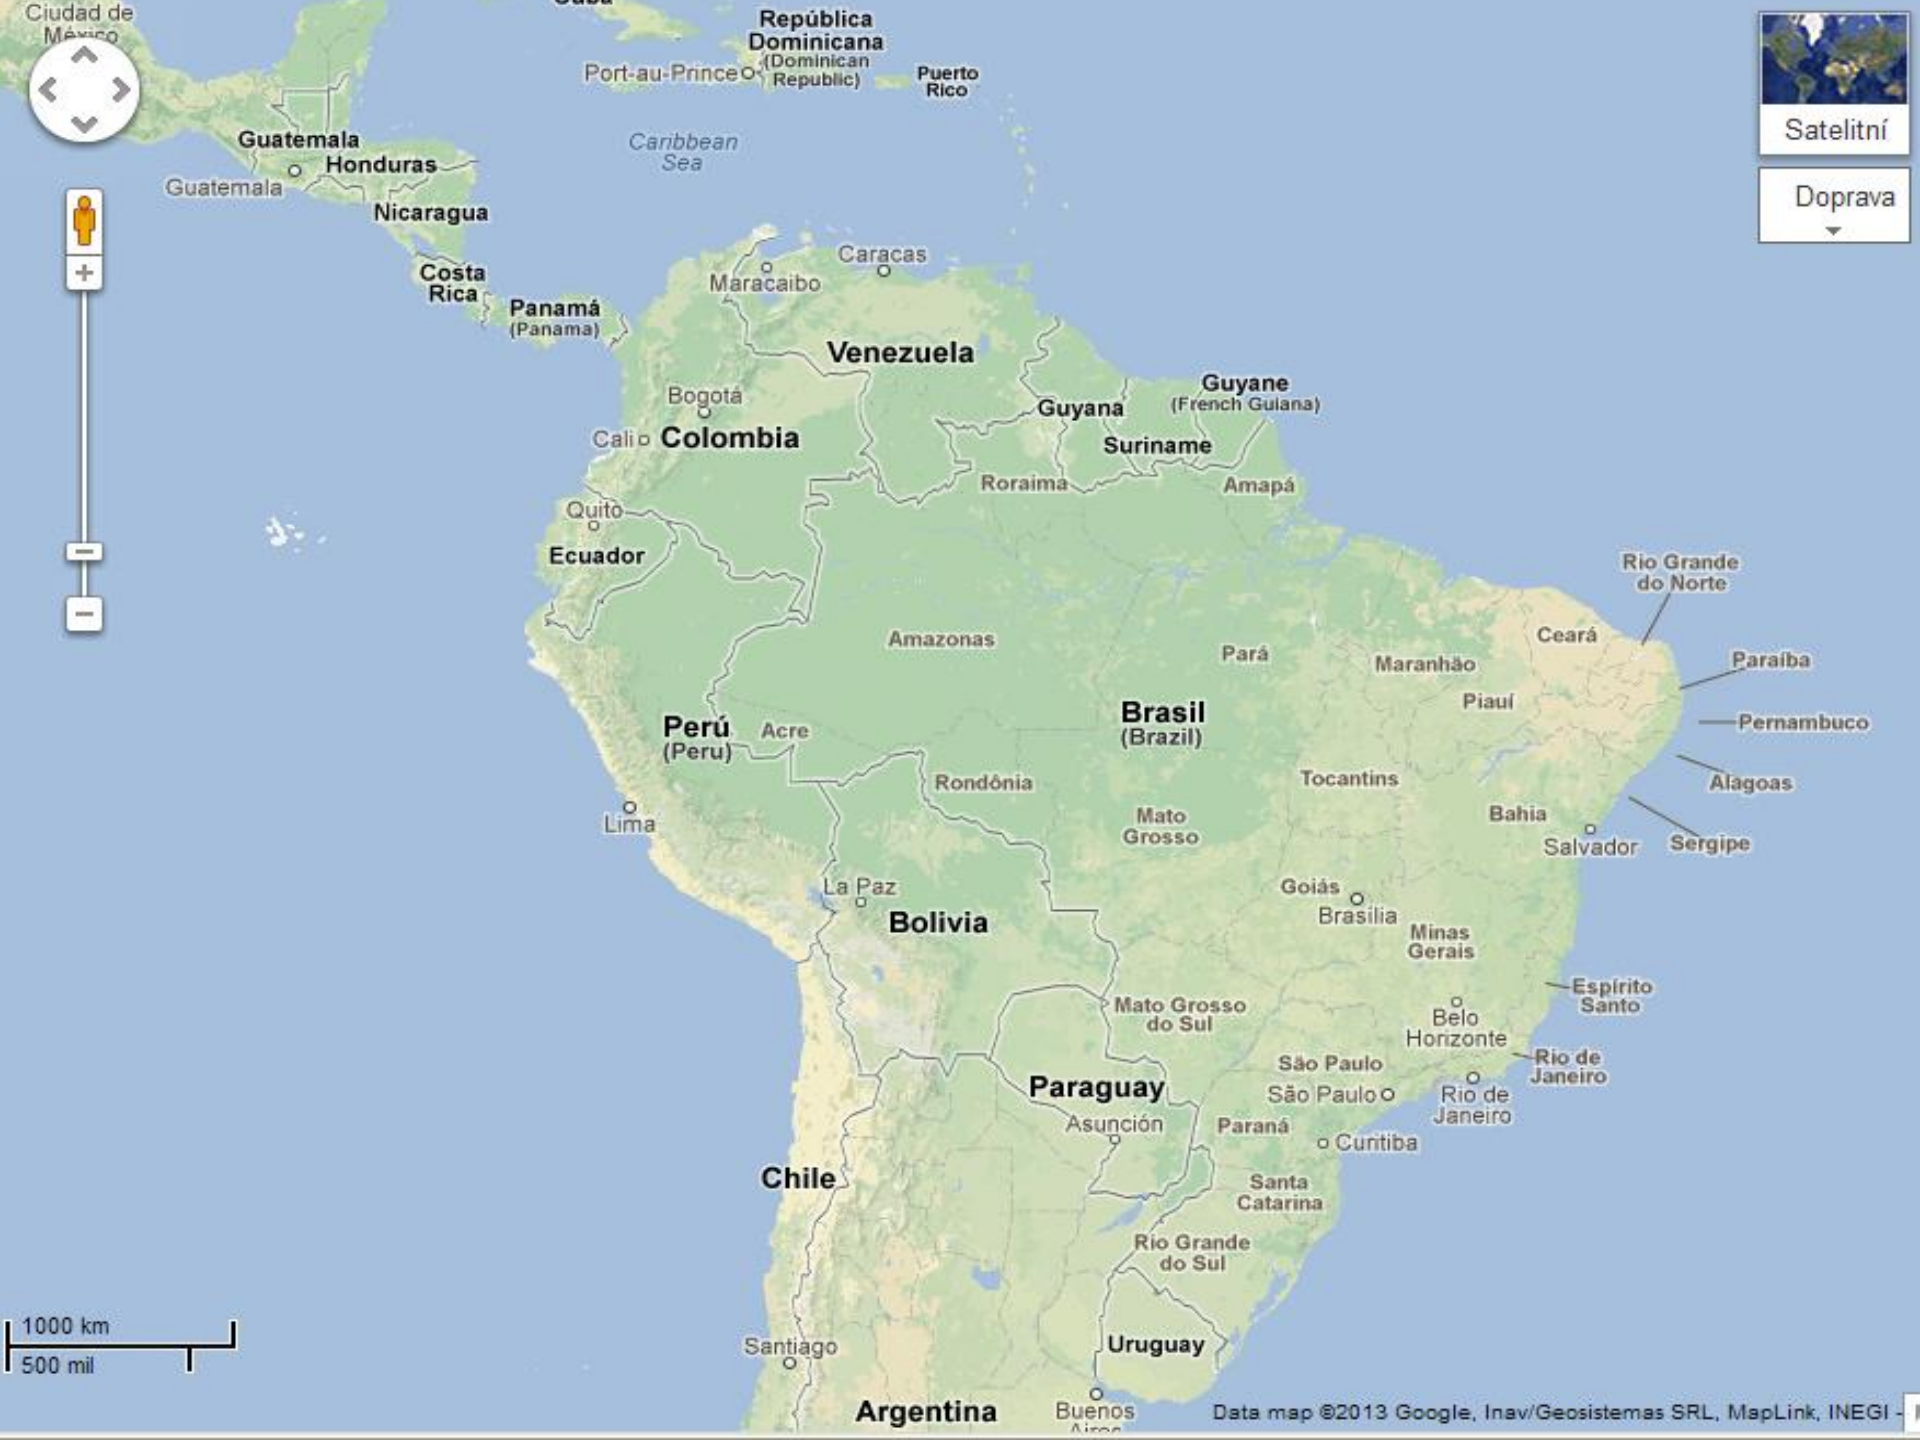 Ciudad de
México
Cuba
República
Dominicana
(Dominican
Republic)
Port-au-Prince
Puerto
Rico
Satelitní
Doprava
Caribbean
Sea
Guatemala
Honduras
Guatemala
Nicaragua
Costa
Rica
Panamá
(Panama)
Caracas
Maracaibo
Venezuela
Bogotá
Cali
Colombia
Guyana
Guyane
(French Guiana)
Suriname
Roraima
Amapá
Quito
Ecuador
Rio Grande
do Norte
Ceará
Amazonas
Pará
Maranhão
Paraíba
Piauí
Perú
(Peru)
Acre
Brasil
(Brazil)
Pernambuco
Rondônia
Tocantins
Alagoas
Lima
Mato
Grosso
Bahia
Salvador
Sergipe
La Paz
Bolivia
Goiás
Brasília
Minas
Gerais
Espírito
Santo
Mato Grosso
do Sul
Belo
Horizonte
São Paulo
São Paulo
Rio de
Janeiro
Rio de
Janeiro
Paraguay
Asunción
Paraná
Curitiba
Chile
Santa
Catarina
Rio Grande
do Sul
1000 km
500 mil
Santiago
Uruguay
Argentina
Buenos
Aires
Data map ©2013 Google, Inav/Geosistemas SRL, MapLink, INEGI -